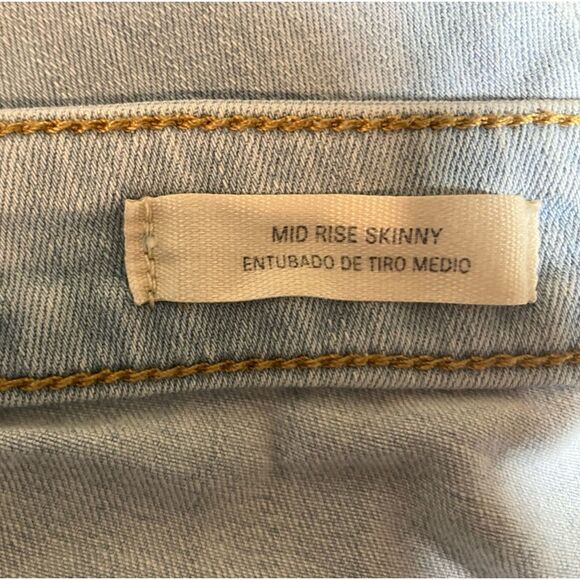 MID RISE SKINNY
ENTUBADO DE TIRO MEDIO